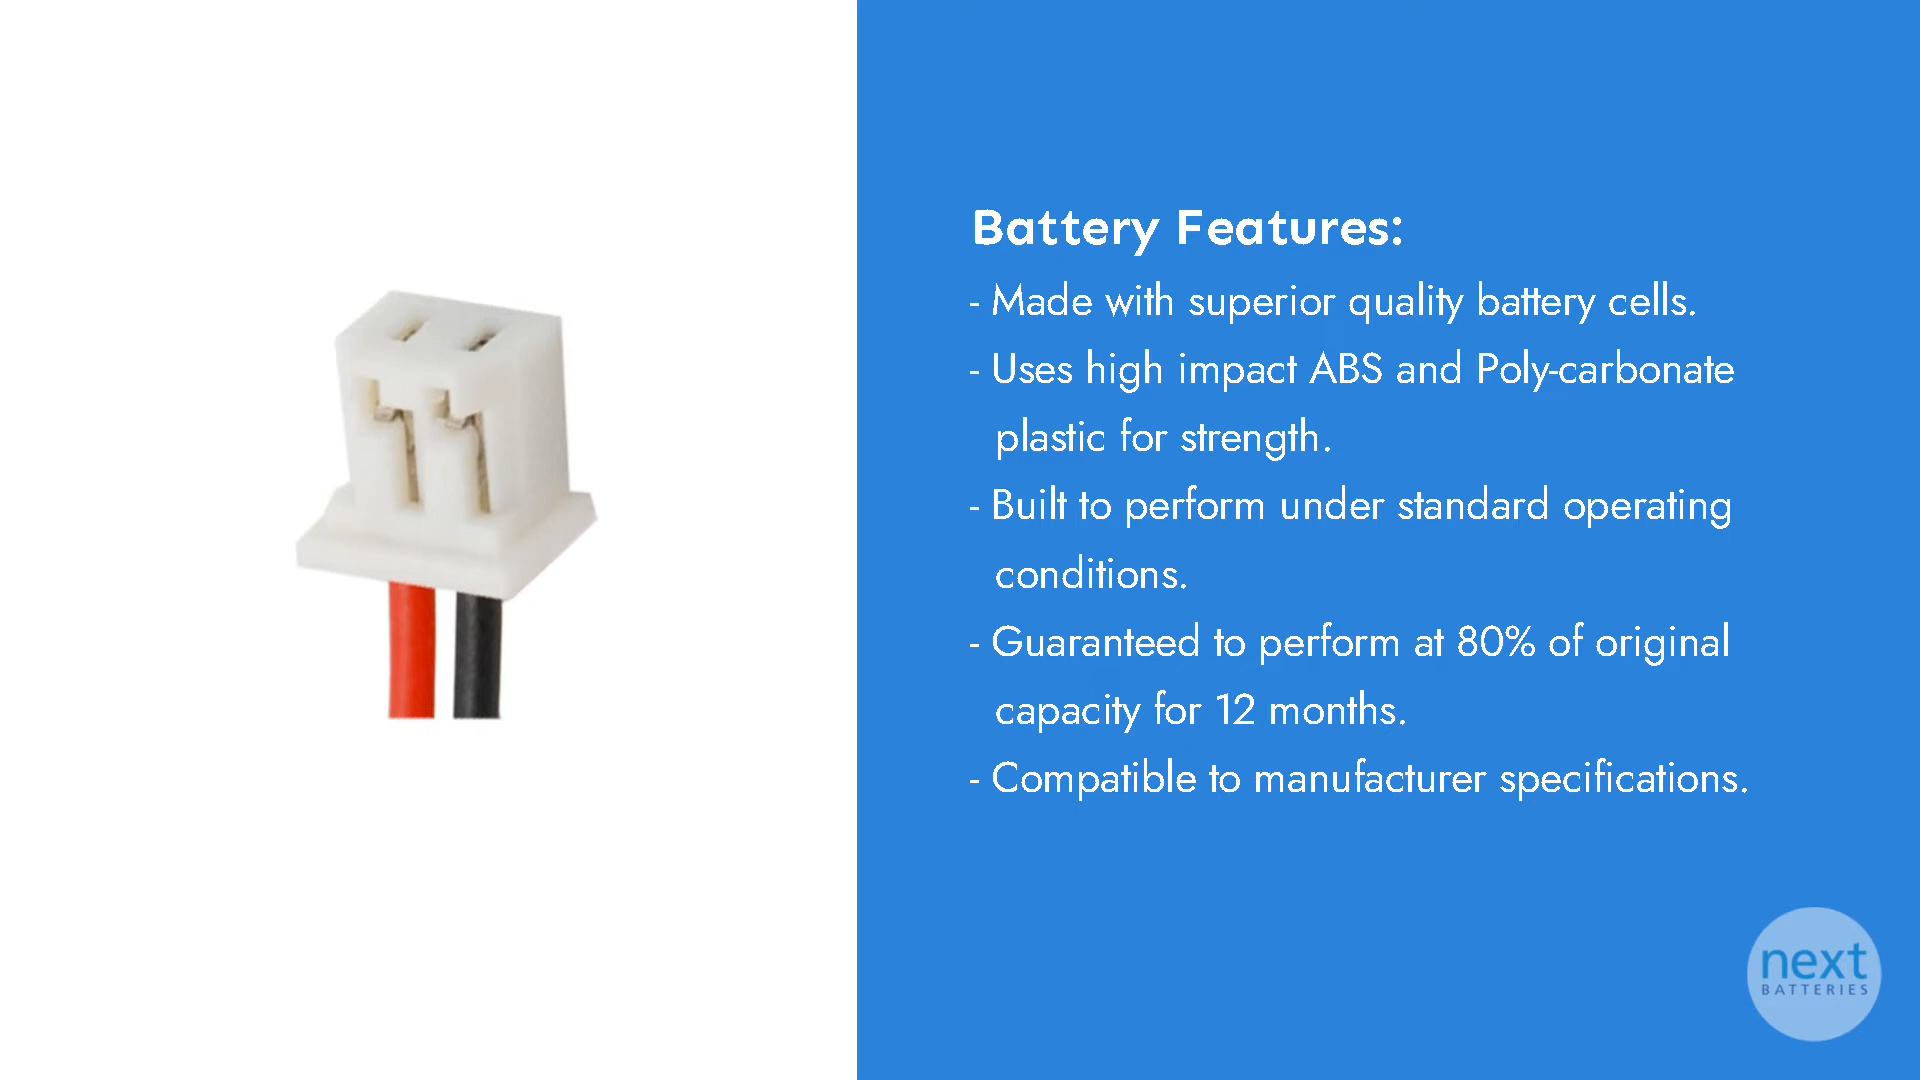 Battery Features:
- Made with superior quality battery cells.
- Uses high impact ABS and Poly-carbonate
plastic for strength.
- Built to perform under standard operating
conditions.
- Guaranteed to perform at 80% of original
capacity for 12 months.
- Compatible to manufacturer specifications.
next
BATTERIES